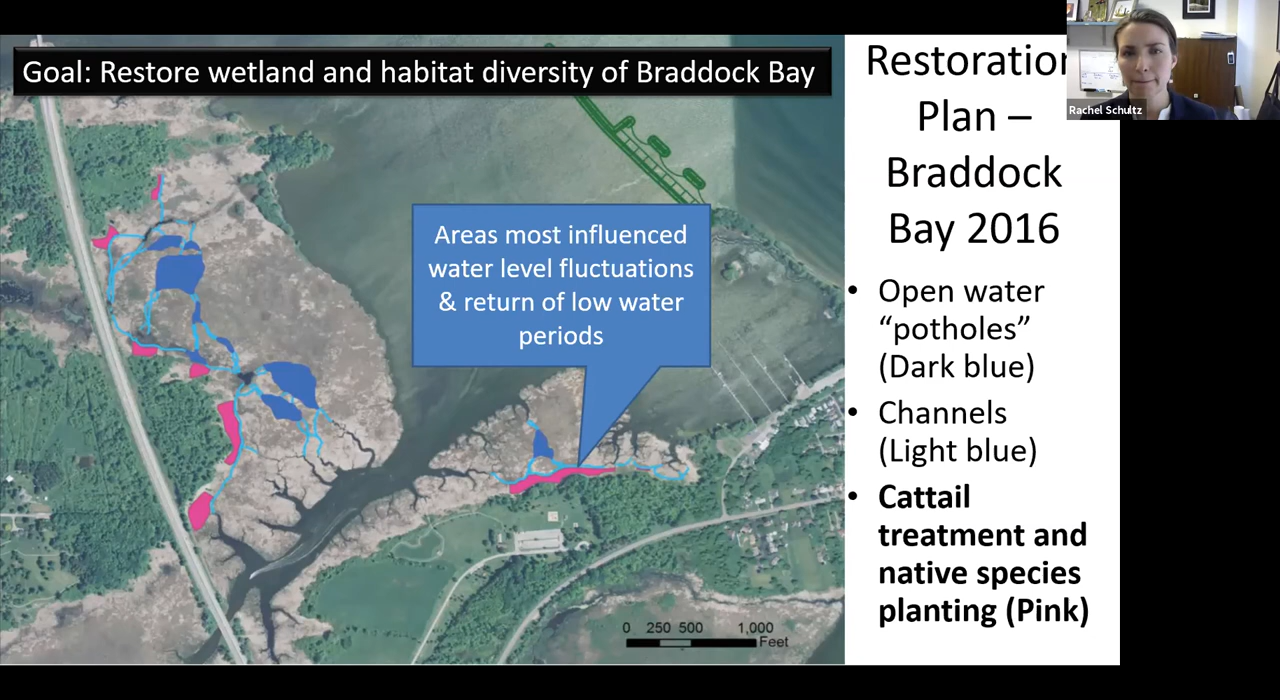 Goal: Restore wetland and habitat diversity of Braddock Bay
Areas most influenced
water level fluctuations
& return of low water
periods
0 250 500 1,000
Feet
Restoration
Plan –
Braddock
Bay 2016
• Open water
“potholes”
(Dark blue)
• Channels
(Light blue)
• Cattail
treatment and
native species
planting (Pink)
Rachel Schultz